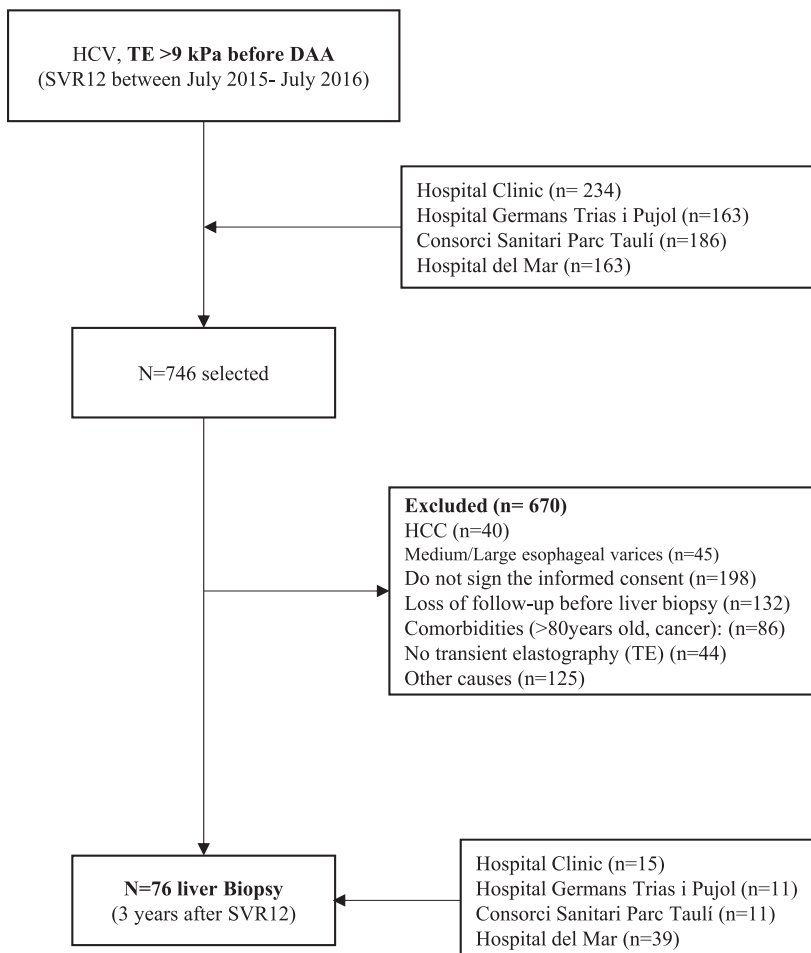 HCV, TE >9 kPa before DAA
(SVR12 between July 2015- July 2016)
Hospital Clinic (n= 234)
Hospital Germans Trias i Pujol (n=163)
Consorci Sanitari Parc Taulí (n=186)
Hospital del Mar (n=163)
N=746 selected
Excluded (n= 670)
HCC (n=40)
Medium/Large esophageal varices (n=45)
Do not sign the informed consent (n=198)
Loss of follow-up before liver biopsy (n=132)
Comorbidities (>80years old, cancer): (n=86)
No transient elastography (TE) (n=44)
Other causes (n=125)
N=76 liver Biopsy
(3 years after SVR12)
Hospital Clinic (n=15)
Hospital Germans Trias i Pujol (n=11)
Consorci Sanitari Parc Taulí (n=11)
Hospital del Mar (n=39)